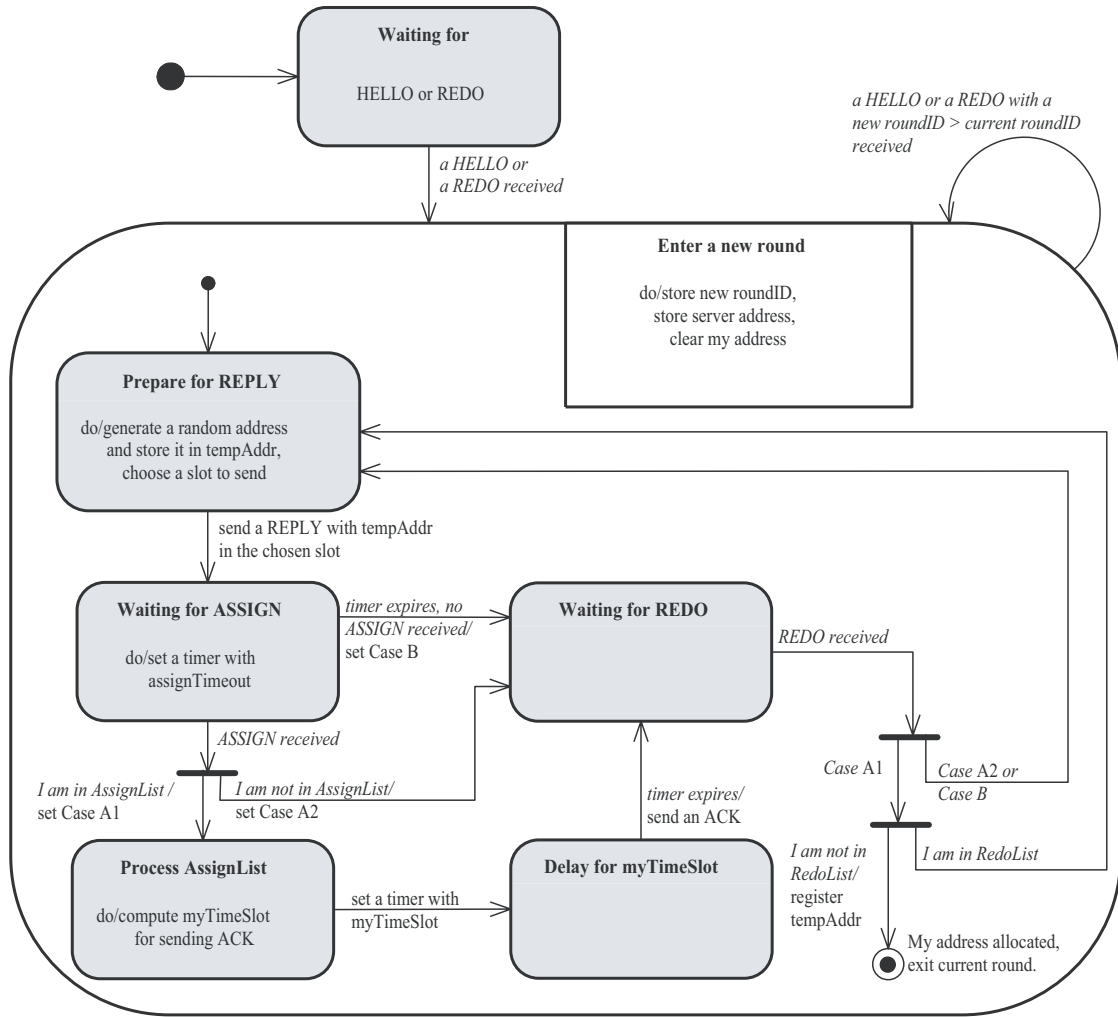 Waiting for
HELLO or REDO
a HELLO or
a REDO received
a HELLO or a REDO with a
new roundID > current roundID
received
Enter a new round
do/store new roundID,
store server address,
clear my address
Prepare for REPLY
do/generate a random address
and store it in tempAddr,
choose a slot to send
send a REPLY with tempAddr
in the chosen slot
Waiting for ASSIGN
do/set a timer with
assignTimeout
timer expires, no
ASSIGN received/
set Case B
Waiting for REDO
REDO received
ASSIGN received
I am in AssignList /
set Case A1
I am not in AssignList/
set Case A2
Case A1
Case A2 or
Case B
timer expires/
send an ACK
Process AssignList
do/compute myTimeSlot
for sending ACK
set a timer with
myTimeSlot
Delay for myTimeSlot
I am not in
RedoList/
register
tempAddr
I am in RedoList
My address allocated,
exit current round.